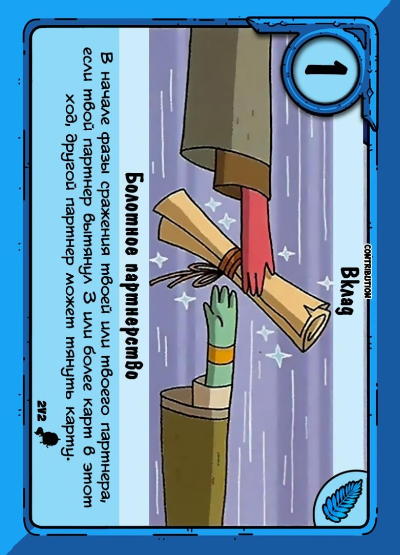 1
CONTRIBUTION
Вклад
Болотное партнерство
В начале фазы сражения твоей или твоего партнера,
если твой партнер вытянул 3 или более карт в этот
ход, другой партнер может тянуть карту.
2V2